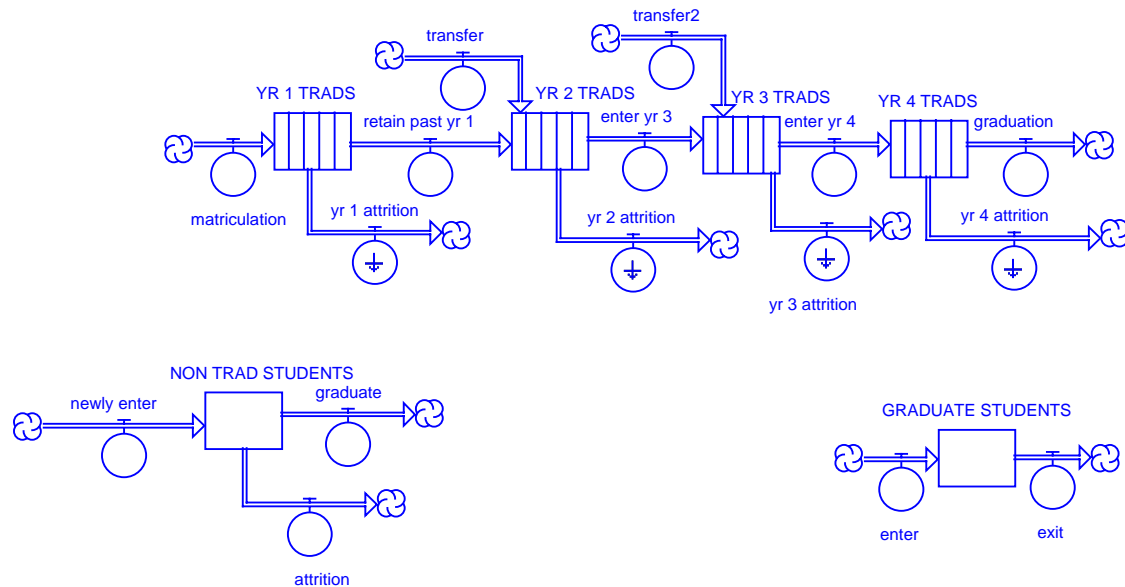 transfer2
transfer
YR 1 TRADS
YR 2 TRADS
YR 3 TRADS
YR 4 TRADS
retain past yr 1
enter yr 3
enter yr 4
graduation
matriculation
yr 1 attrition
yr 2 attrition
yr 4 attrition
yr 3 attrition
NON TRAD STUDENTS
newly enter
graduate
GRADUATE STUDENTS
enter
exit
attrition